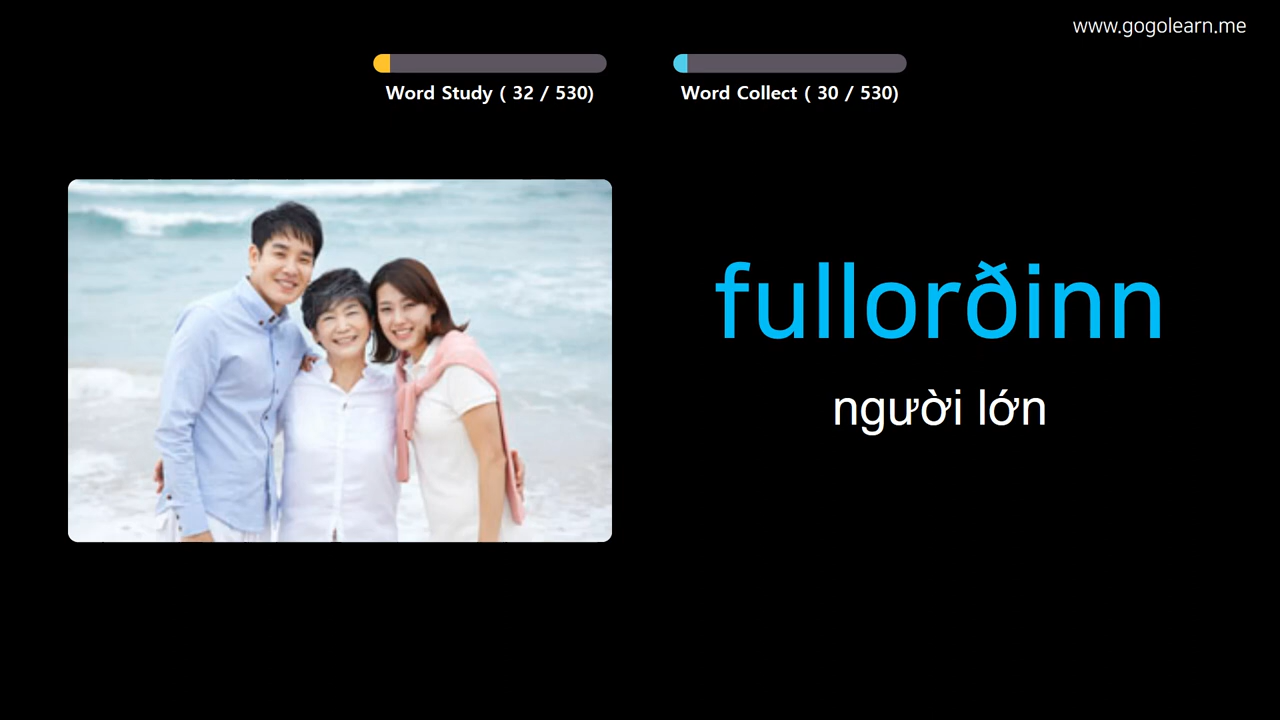 www.gogolearn.me
Word Study ( 32 / 530)
Word Collect ( 30 / 530)
fullorðinn
người lớn